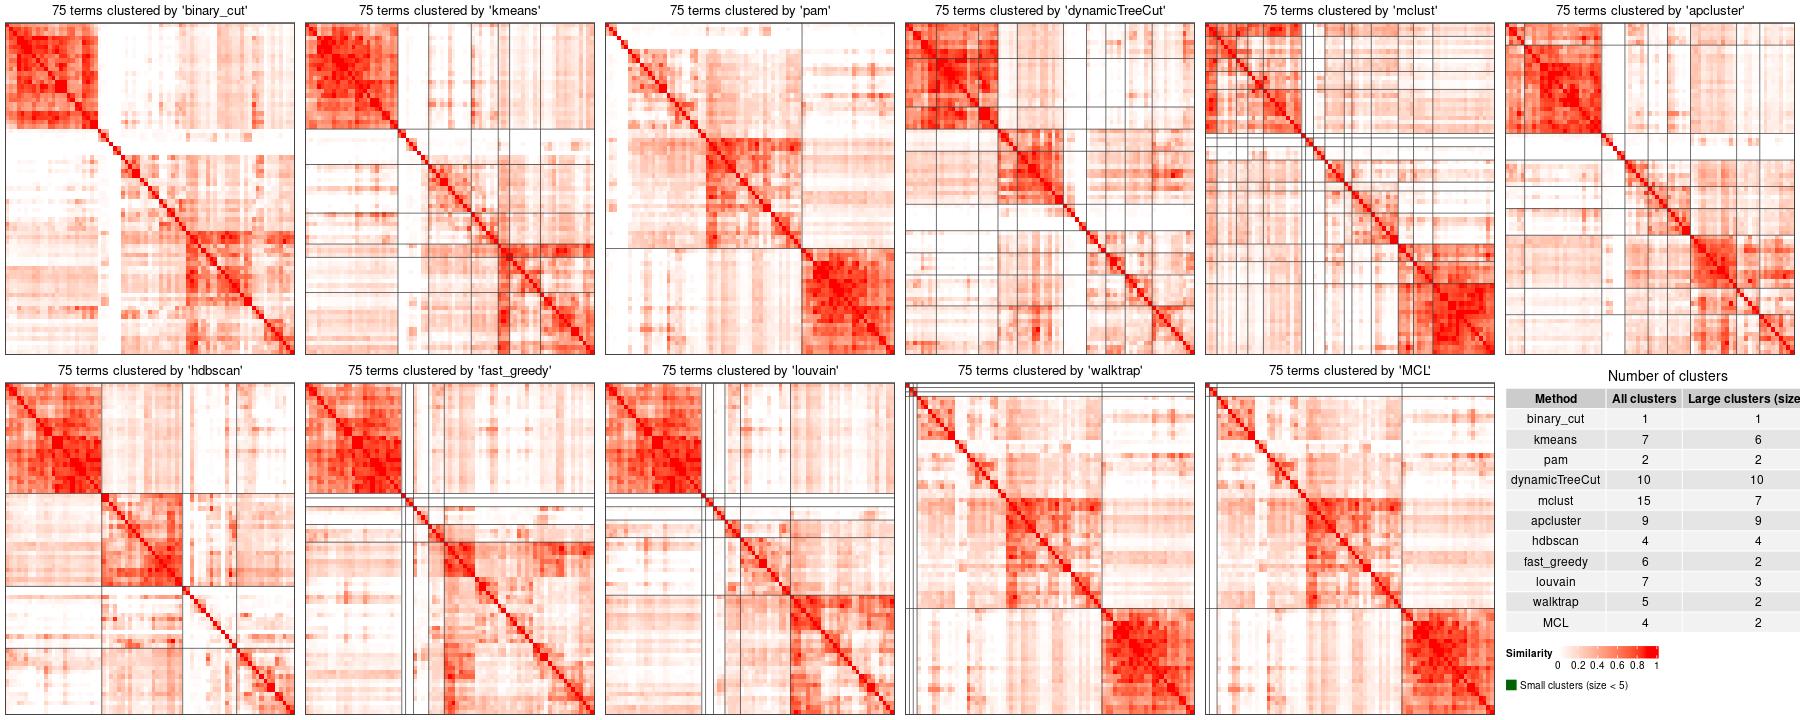 75 terms clustered by 'binary_cut'
75 terms clustered by 'kmeans'
75 terms clustered by 'pam'
75 terms clustered by 'dynamicTreeCut'
75 terms clustered by 'mclust'
75 terms clustered by 'apcluster'
75 terms clustered by 'hdbscan'
75 terms clustered by 'fast_greedy'
75 terms clustered by 'louvain'
75 terms clustered by 'walktrap'
75 terms clustered by 'MCL'
Number of clusters
Method All clusters Large clusters (size
binary_cut 1 1
kmeans 7 6
pam 2 2
dynamicTreeCut 10 10
mclust 15 7
apcluster 9 9
hdbscan 4 4
fast_greedy 6 2
louvain 7 3
walktrap 5 2
MCL 4 2
Similarity
0 0.2 0.4 0.6 0.8 1
Small clusters (size < 5)